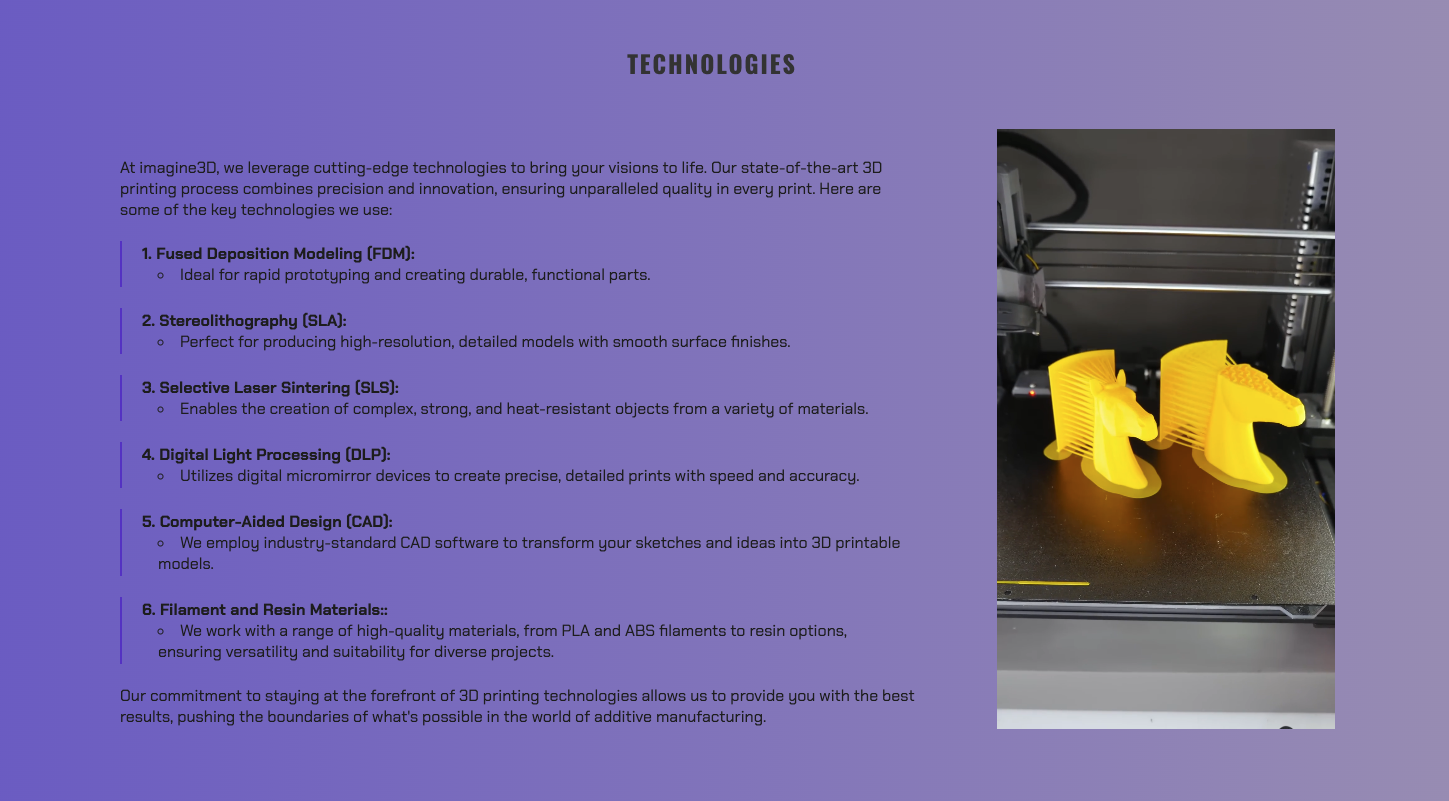 TECHNOLOGIES
At imagine3D, we leverage cutting-edge technologies to bring your visions to life. Our state-of-the-art 3D
printing process combines precision and innovation, ensuring unparalleled quality in every print. Here are
some of the key technologies we use:
1. Fused Deposition Modeling (FDM):
Ideal for rapid prototyping and creating durable, functional parts.
2. Stereolithography (SLA):
Perfect for producing high-resolution, detailed models with smooth surface finishes.
3. Selective Laser Sintering (SLS):
Enables the creation of complex, strong, and heat-resistant objects from a variety of materials.
4. Digital Light Processing (DLP):
Utilizes digital micromirror devices to create precise, detailed prints with speed and accuracy.
5. Computer-Aided Design (CAD):
We employ industry-standard CAD software to transform your sketches and ideas into 3D printable
models.
6. Filament and Resin Materials::
We work with a range of high-quality materials, from PLA and ABS filaments to resin options,
ensuring versatility and suitability for diverse projects.
Our commitment to staying at the forefront of 3D printing technologies allows us to provide you with the best
results, pushing the boundaries of what's possible in the world of additive manufacturing.